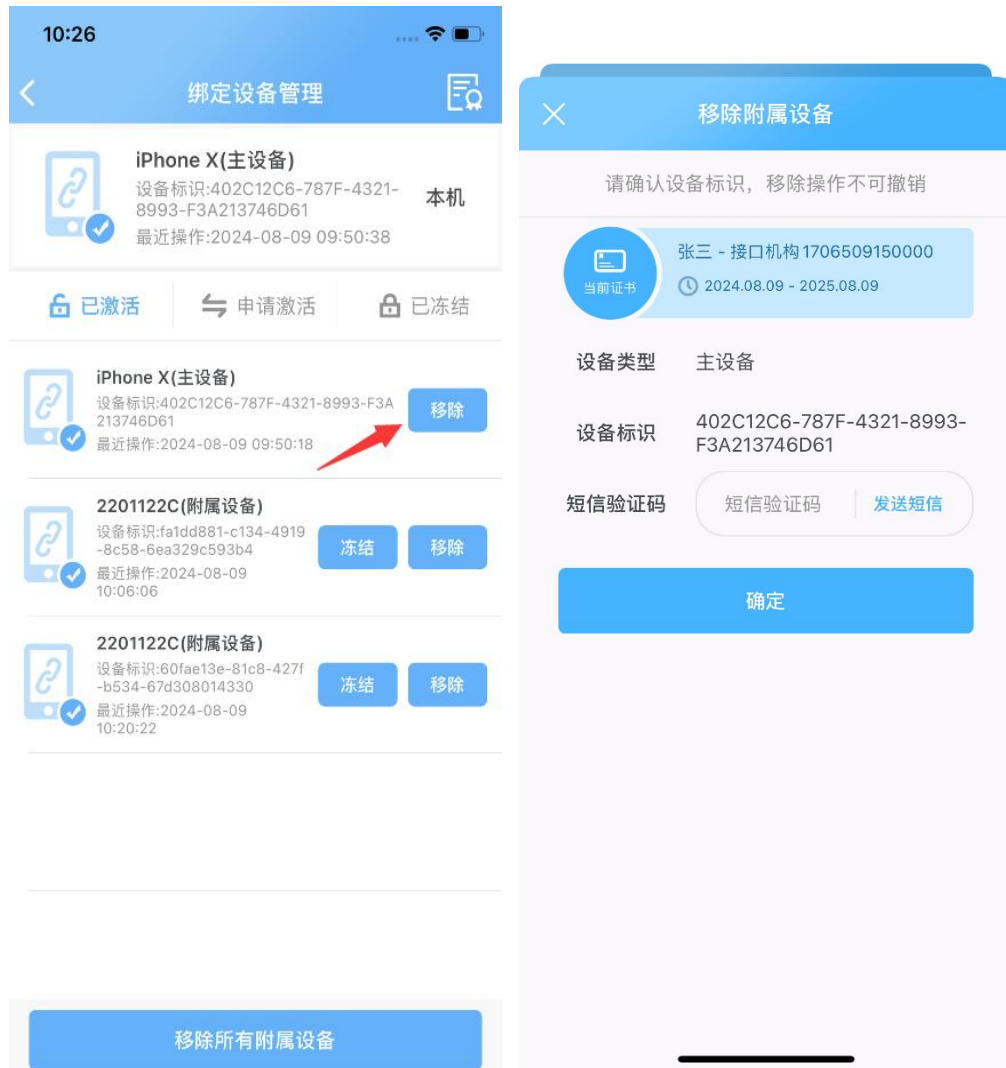 10:26
绑定设备管理
iPhone X(主设备)
设备标识:402C12C6-787F-4321-
8993-F3A213746D61
最近操作:2024-08-09 09:50:38
本机
已激活
申请激活
已冻结
iPhone X(主设备)
设备标识:402C12C6-787F-4321-8993-F3A
213746D61
最近操作:2024-08-09 09:50:18
移除
2201122C(附属设备)
设备标识:fa1dd881-c134-4919
-8c58-6ea329c593b4
最近操作:2024-08-09
10:06:06
冻结
移除
2201122C(附属设备)
设备标识:60fae13e-81c8-427f
-b534-67d308014330
最近操作:2024-08-09
10:20:22
冻结
移除
移除所有附属设备
移除附属设备
请确认设备标识，移除操作不可撤销
当前证书
张三 - 接口机构1706509150000
2024.08.09 - 2025.08.09
设备类型
主设备
设备标识
402C12C6-787F-4321-8993-
F3A213746D61
短信验证码
短信验证码
发送短信
确定